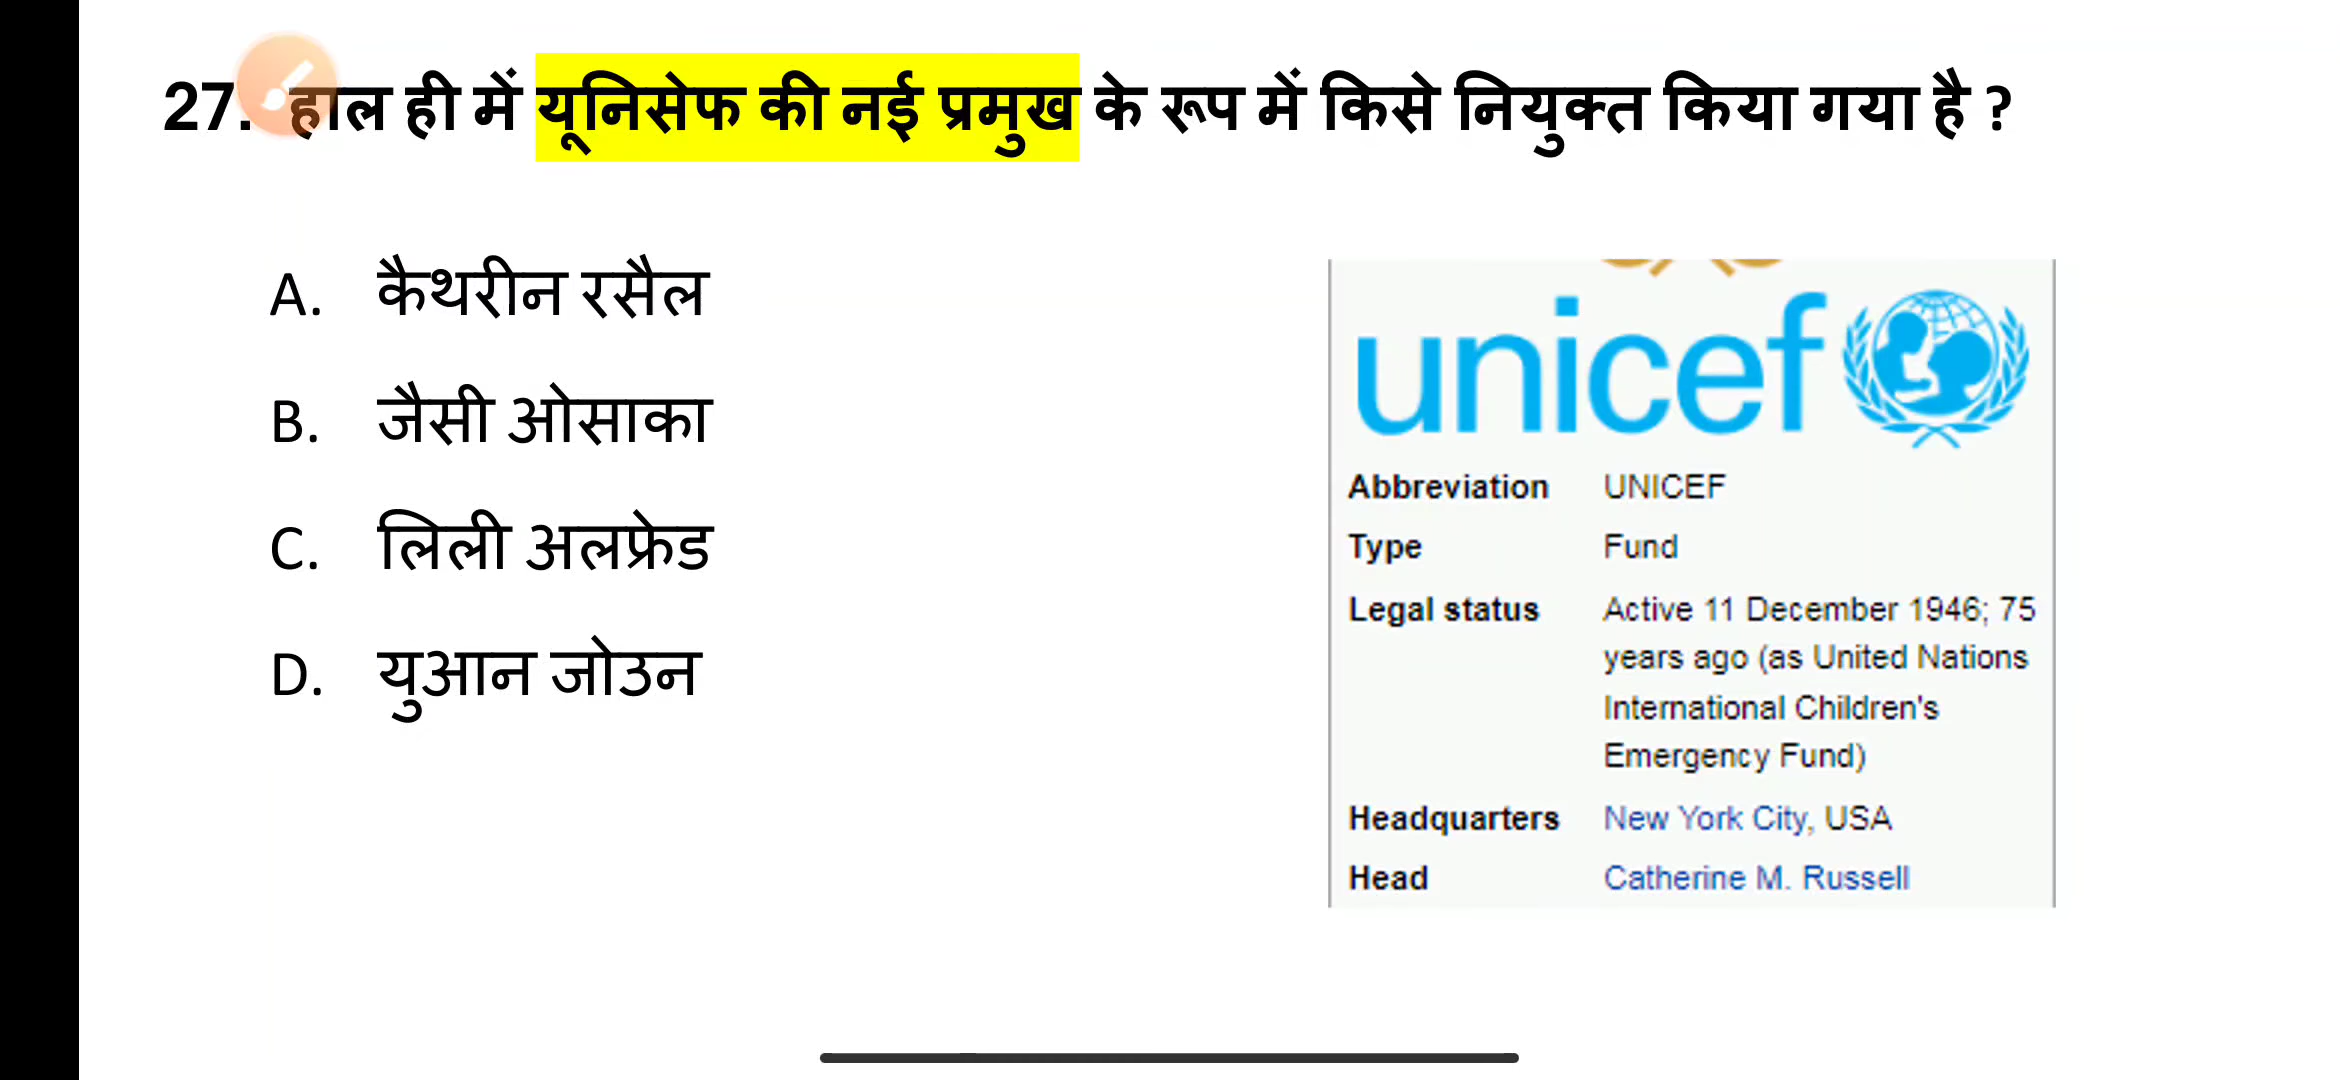 27. हाल ही में यूनिसेफ की नई प्रमुख के रूप में किसे नियुक्त किया गया है ?
A. कैथरीन रसैल
B. जैसी ओसाका
C. लिली अलफ्रेड
D. युआन जोउन
unicef
Abbreviation UNICEF
Type Fund
Legal status Active 11 December 1946; 75
years ago (as United Nations
International Children's
Emergency Fund)
Headquarters New York City, USA
Head Catherine M. Russell